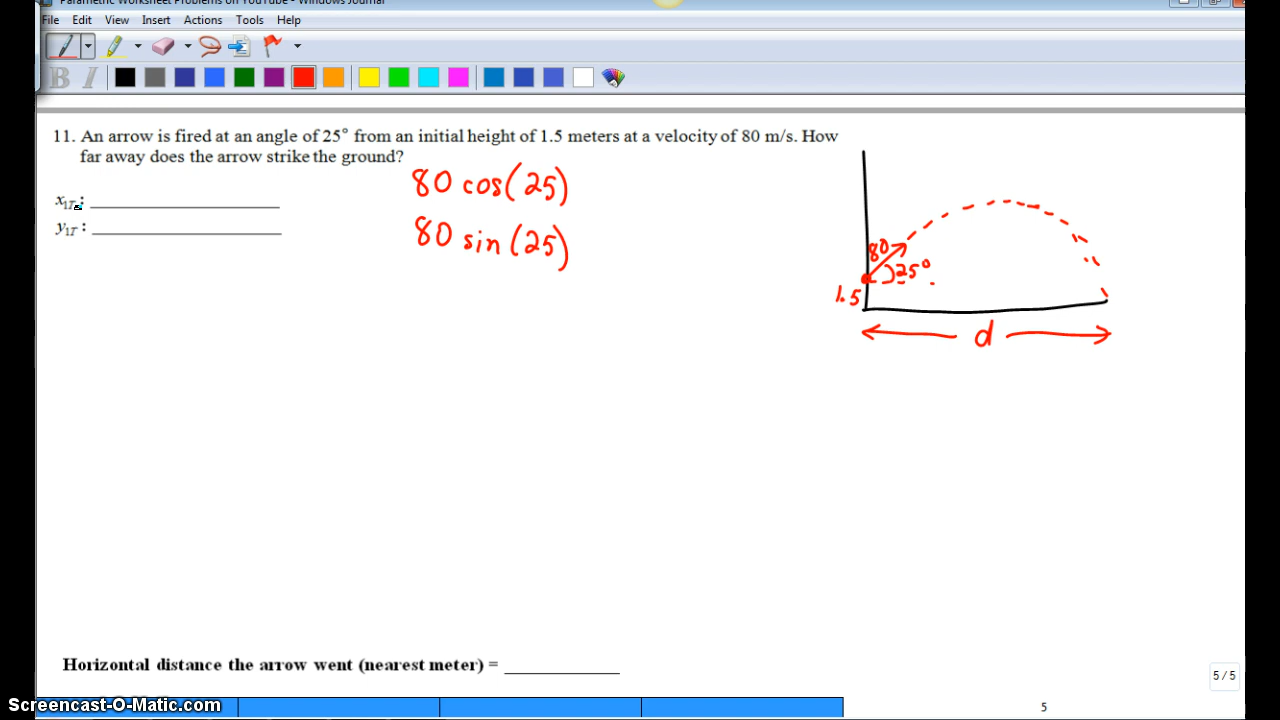 Parametric Worksheet Problems on YouTube - Windows Journal
File Edit View Insert Actions Tools Help
B I
11. An arrow is fired at an angle of 25° from an initial height of 1.5 meters at a velocity of 80 m/s. How
far away does the arrow strike the ground?
80 cos(25)
x1T:
80 sin(25)
y1T:
80
25°
1.5
d
Horizontal distance the arrow went (nearest meter) =
5 / 5
Screencast-O-Matic.com
5